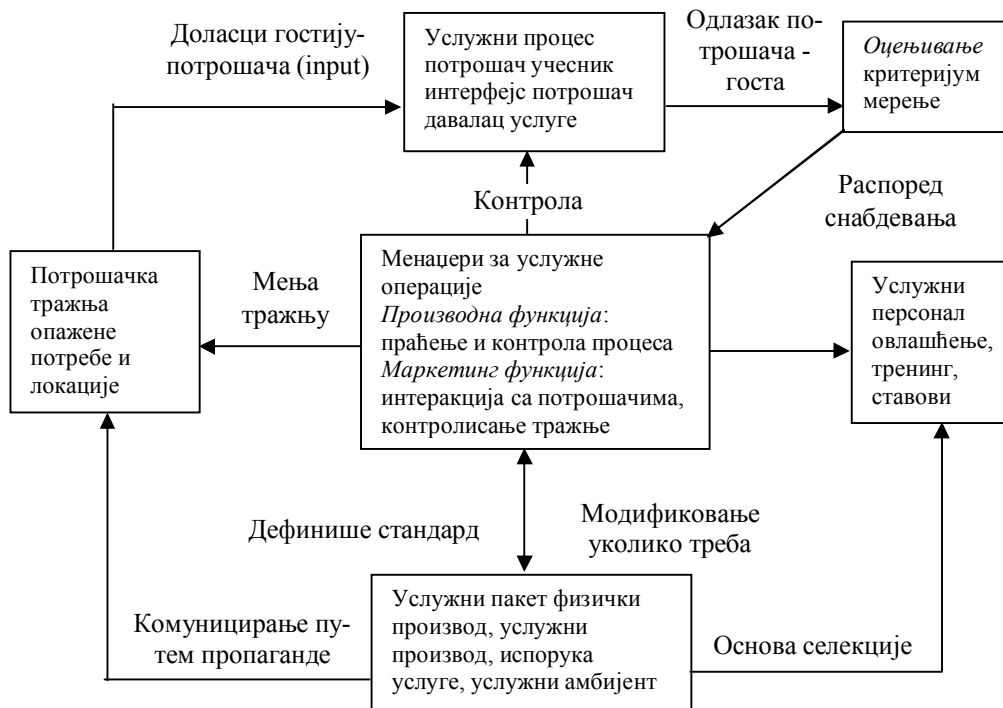 Доласци гостију-
потрошача (input)
Услужни процес
потрошач учесник
интерфејс потрошач
давалац услуге
Одлазак по-
трошача -
госта
Оцењивање
критеријум
мерење
Контрола
Распоред
снабдевања
Потрошачка
тражња
опажене
потребе и
локације
Мења
тражњу
Менаџери за услужне
операције
Производна функција:
праћење и контрола процеса
Маркетинг функција:
интеракција са потрошачима,
контролисање тражње
Услужни
персонал
овлашћење,
тренинг,
ставови
Дефинише стандард
Модификовање
уколико треба
Комуницирање пу-
тем пропаганде
Услужни пакет физички
производ, услужни
производ, испорука
услуге, услужни амбијент
Основа селекције